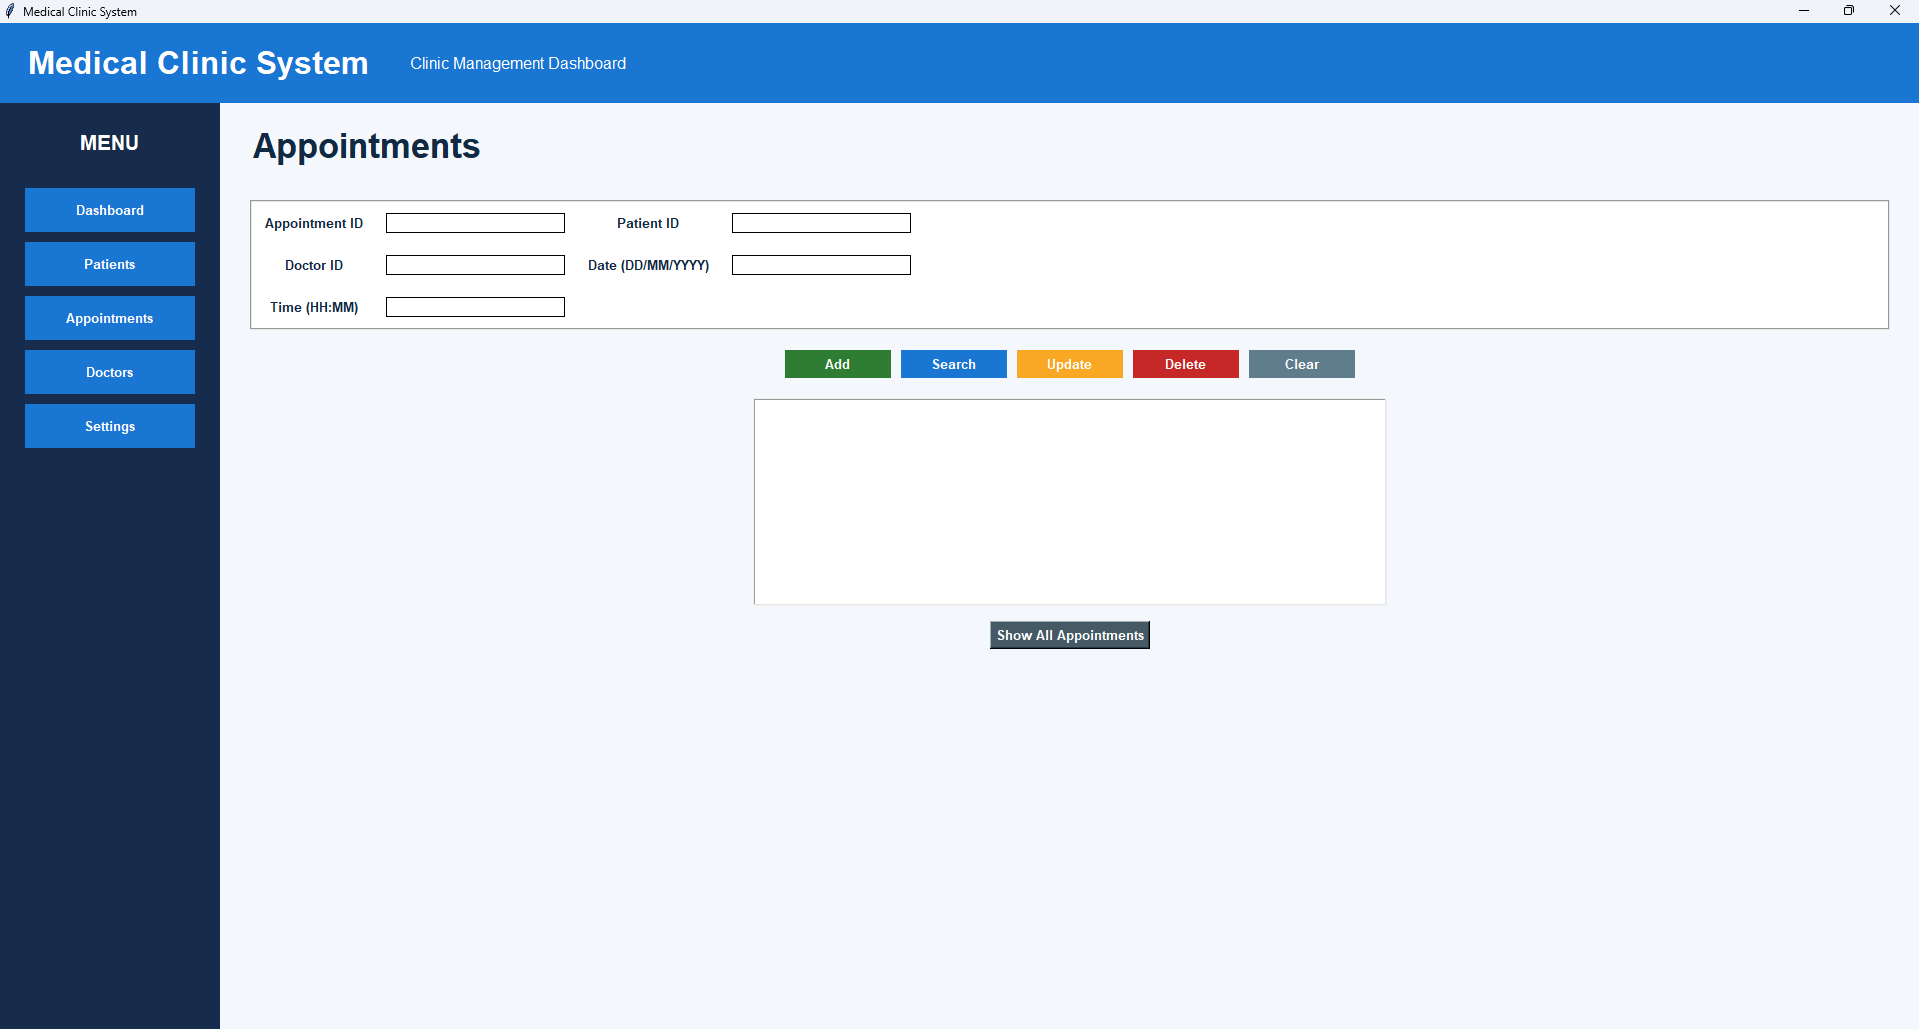 Medical Clinic System
Medical Clinic System
Clinic Management Dashboard
MENU
Dashboard
Patients
Appointments
Doctors
Settings
Appointments
Appointment ID
Patient ID
Doctor ID
Date (DD/MM/YYYY)
Time (HH:MM)
Add
Search
Update
Delete
Clear
Show All Appointments